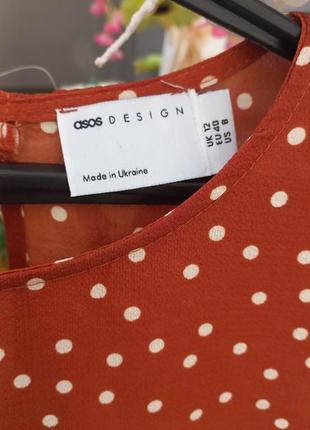 asos DESIGN
Made in Ukraine
UK 12
EU 40
US 8